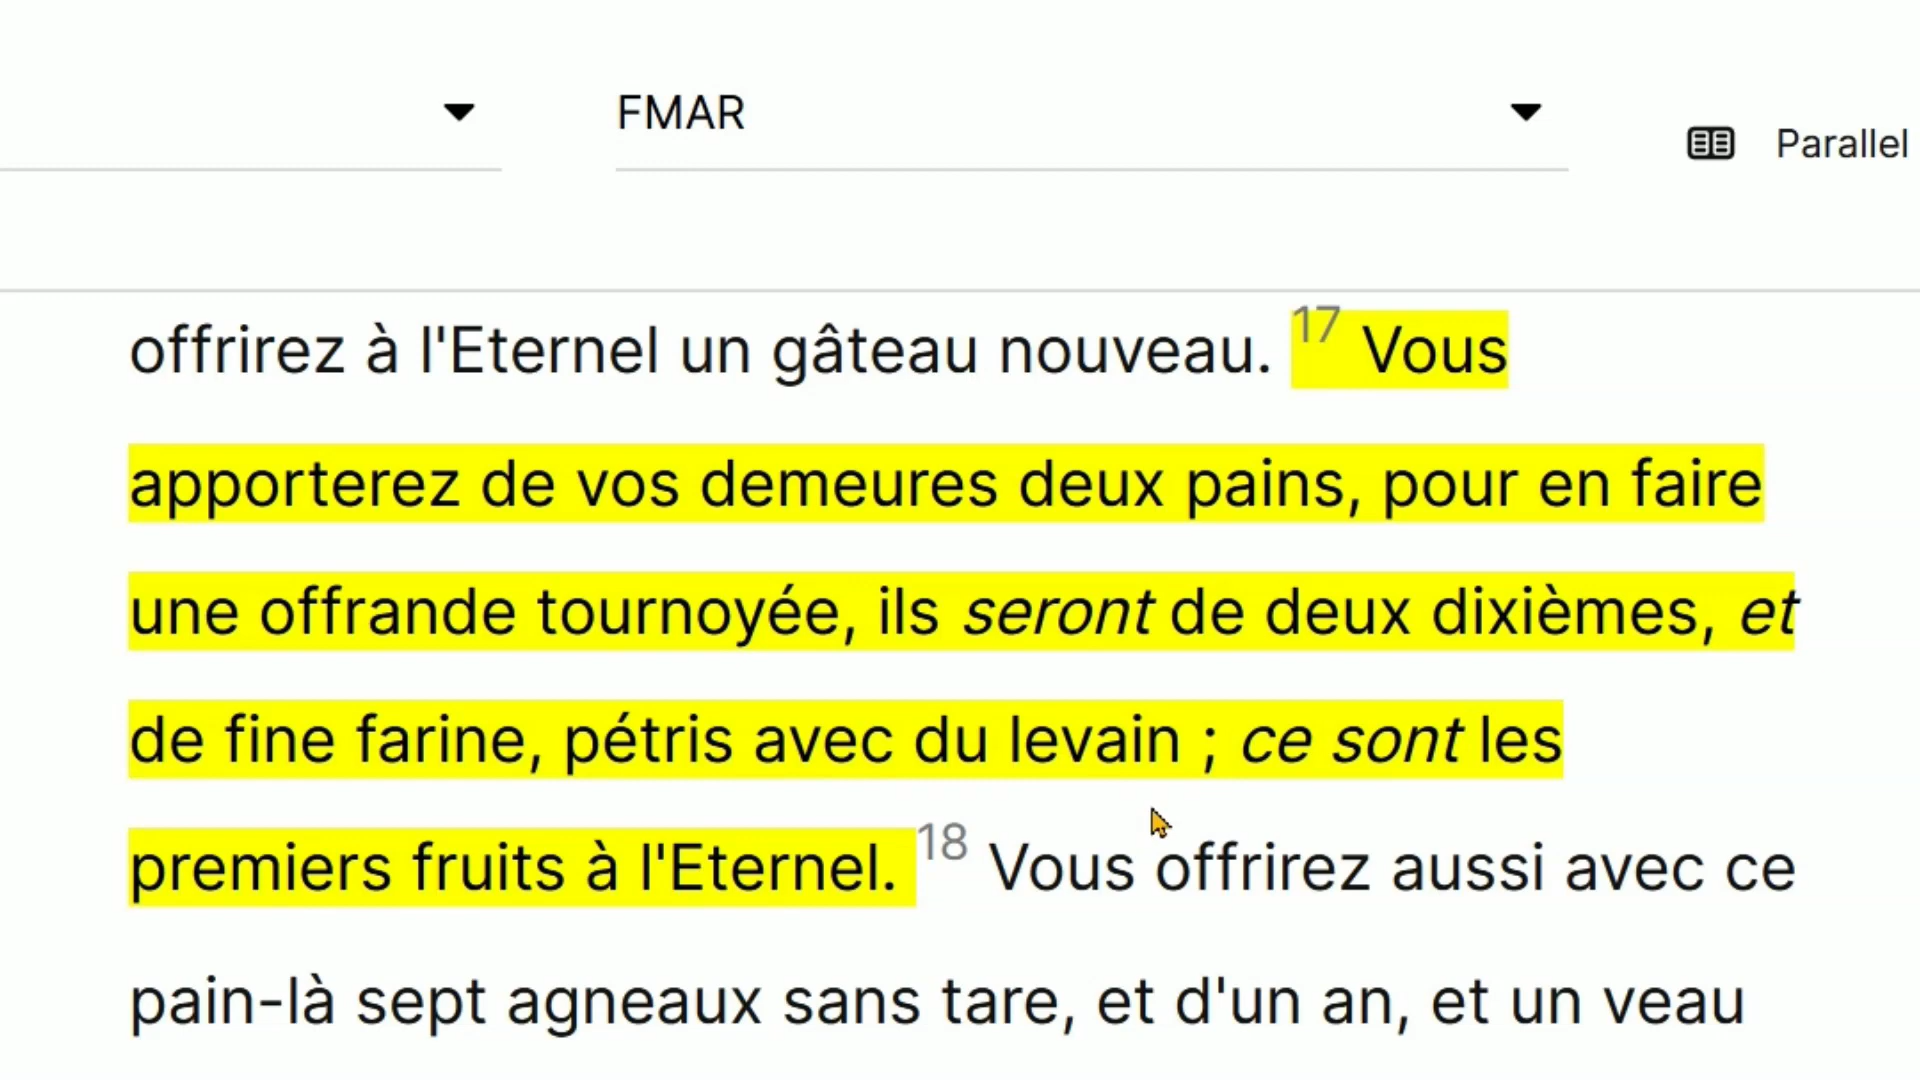 FMAR
Parallel
offrirez à l'Eternel un gâteau nouveau. 17 Vous
apporterez de vos demeures deux pains, pour en faire
une offrande tournoyée, ils seront de deux dixièmes, et
de fine farine, pétris avec du levain ; ce sont les
premiers fruits à l'Eternel. 18 Vous offrirez aussi avec ce
pain-là sept agneaux sans tare, et d'un an, et un veau